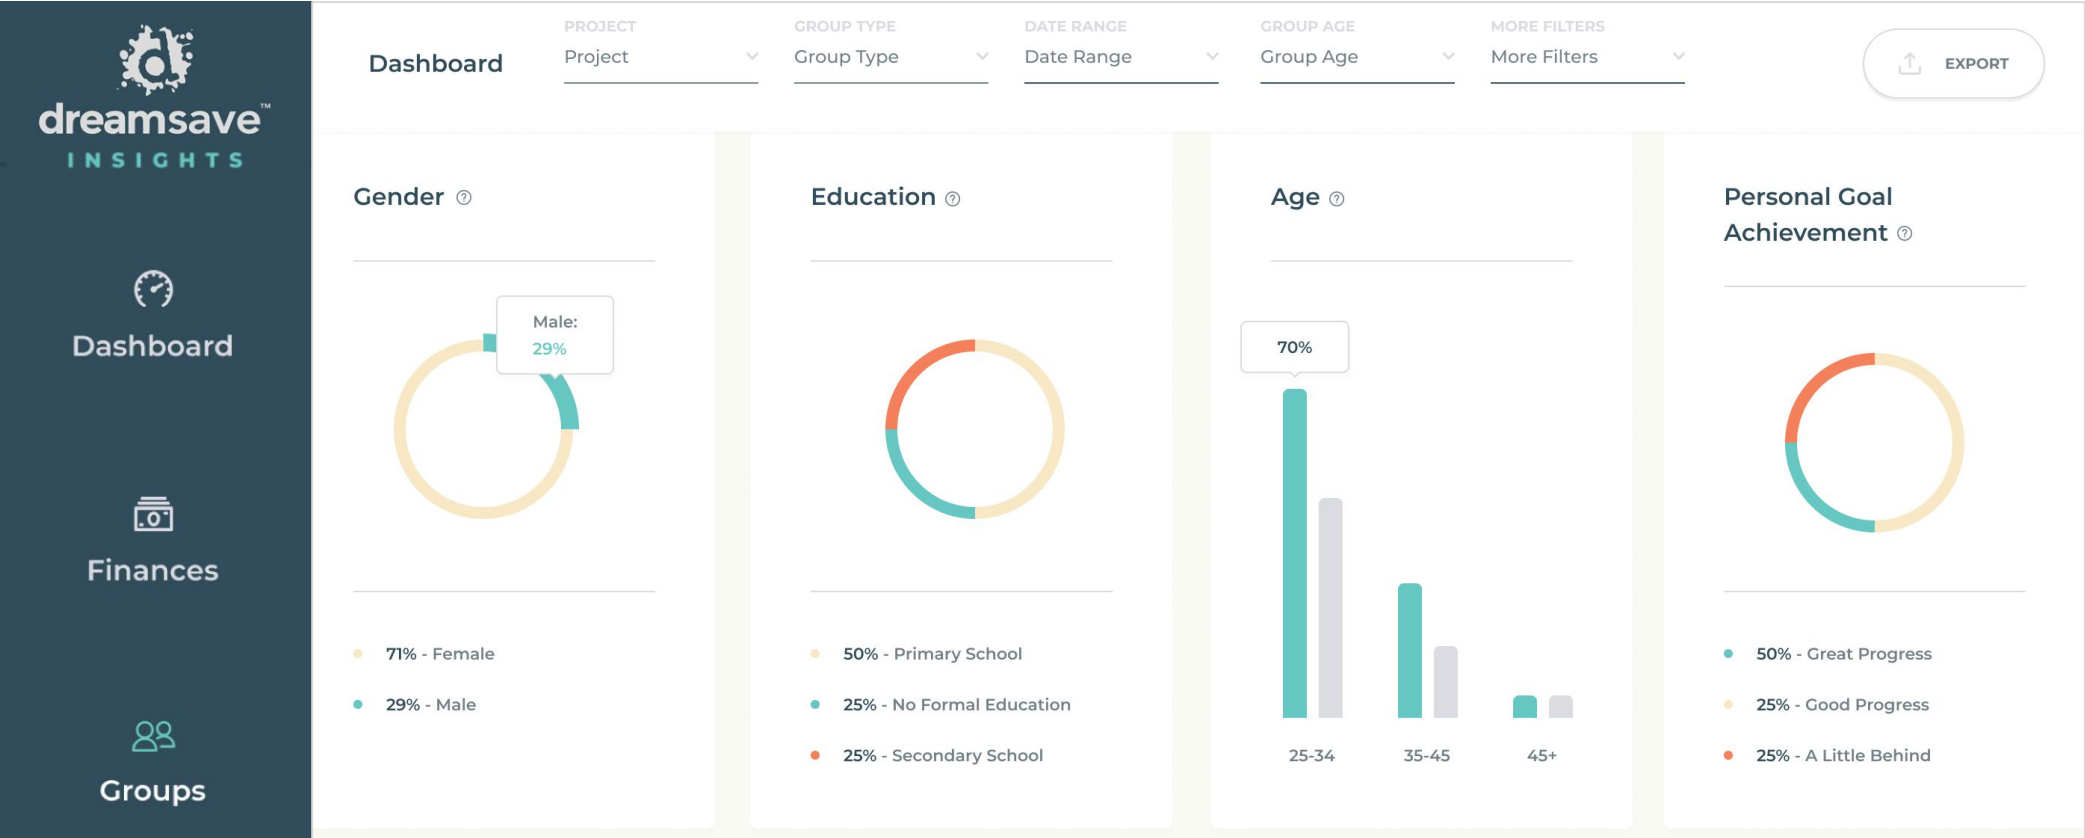 dreamsave™
INSIGHTS
Dashboard
Finances
Groups
Dashboard
PROJECT
Project
GROUP TYPE
Group Type
DATE RANGE
Date Range
GROUP AGE
Group Age
MORE FILTERS
More Filters
EXPORT
Gender ?
Male:
29%
71% - Female
29% - Male
Education ?
50% - Primary School
25% - No Formal Education
25% - Secondary School
Age ?
70%
25-34 35-45 45+
Personal Goal
Achievement ?
50% - Great Progress
25% - Good Progress
25% - A Little Behind